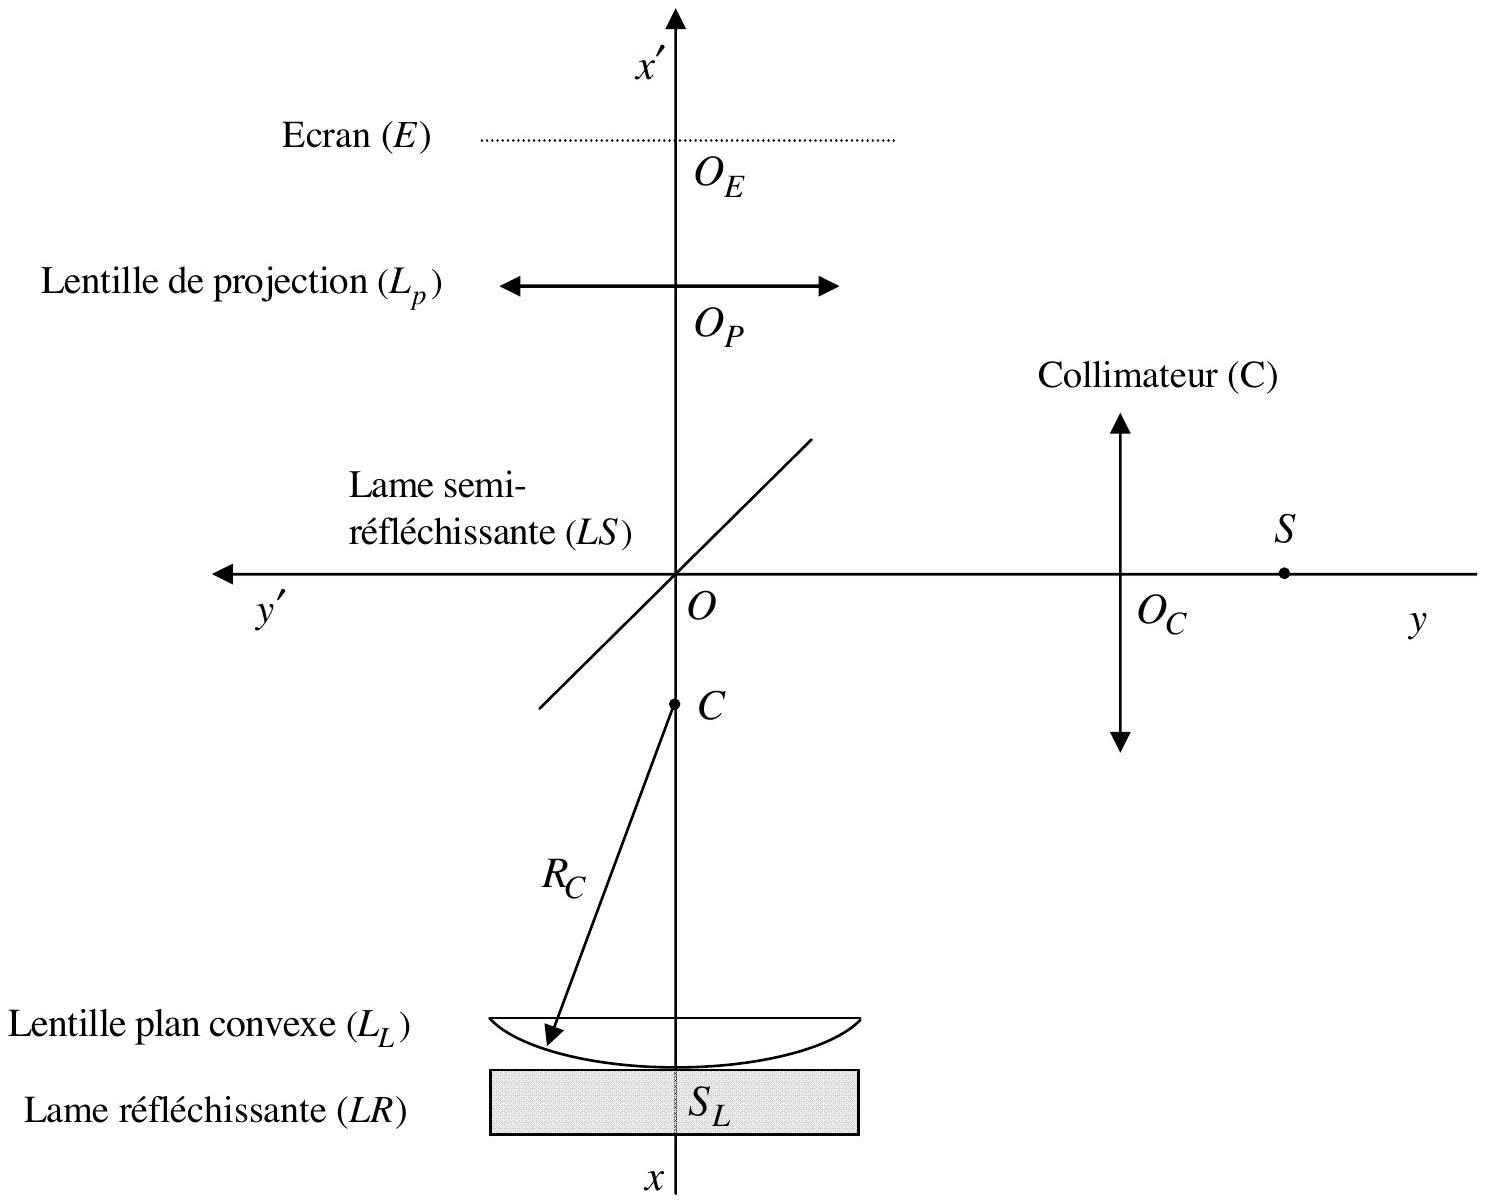 x′
Ecran (E)
O_E
Lentille de projection (L_p)
O_P
Collimateur (C)
Lame semi-
réfléchissante (LS)
S
y′
O
O_C
y
C
R_C
Lentille plan convexe (L_L)
Lame réfléchissante (LR)
S_L
x